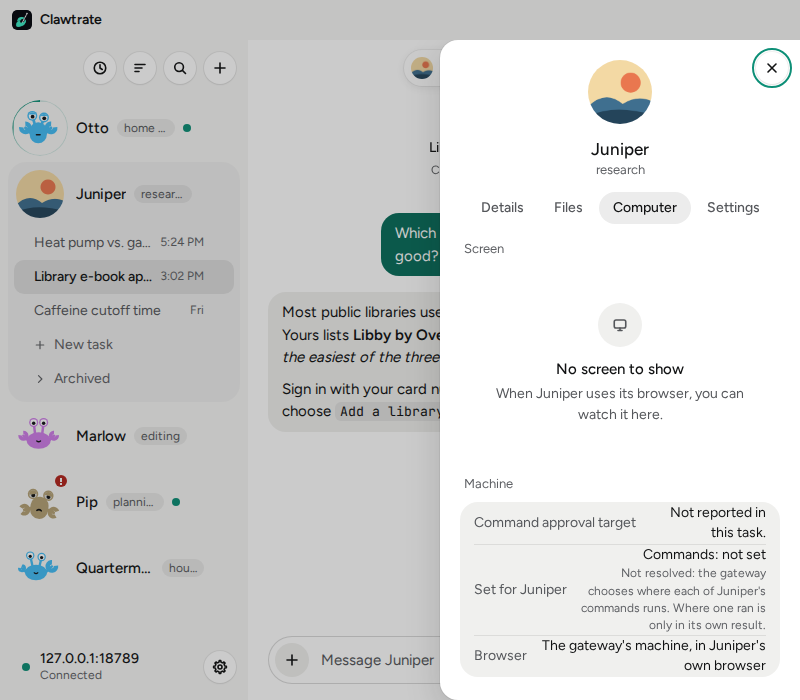 Clawtrate
Otto home ...
Juniper resear...
Heat pump vs. ga... 5:24 PM
Library e-book ap... 3:02 PM
Caffeine cutoff time Fri
New task
Archived
Marlow editing
Pip planni...
Quarterm... hou...
127.0.0.1:18789
Connected
Which
good?
Most public libraries use
Yours lists Libby by Ove
the easiest of the three
Sign in with your card
choose Add a library
Message Juniper
Juniper
research
Details Files Computer Settings
Screen
No screen to show
When Juniper uses its browser, you can
watch it here.
Machine
Command approval target Not reported in
this task.
Set for Juniper Commands: not set
Not resolved: the gateway
chooses where each of Juniper's
commands runs. Where one ran is
only in its own result.
Browser The gateway's machine, in Juniper's
own browser